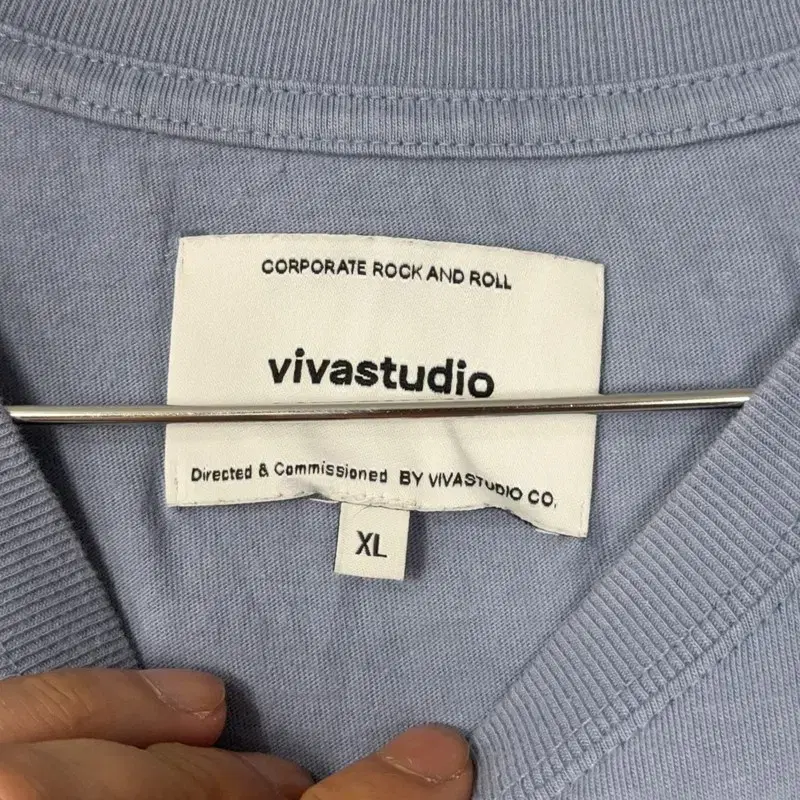 CORPORATE ROCK AND ROLL
vivastudio
Directed & Commissioned BY VIVASTUDIO CO.
XL